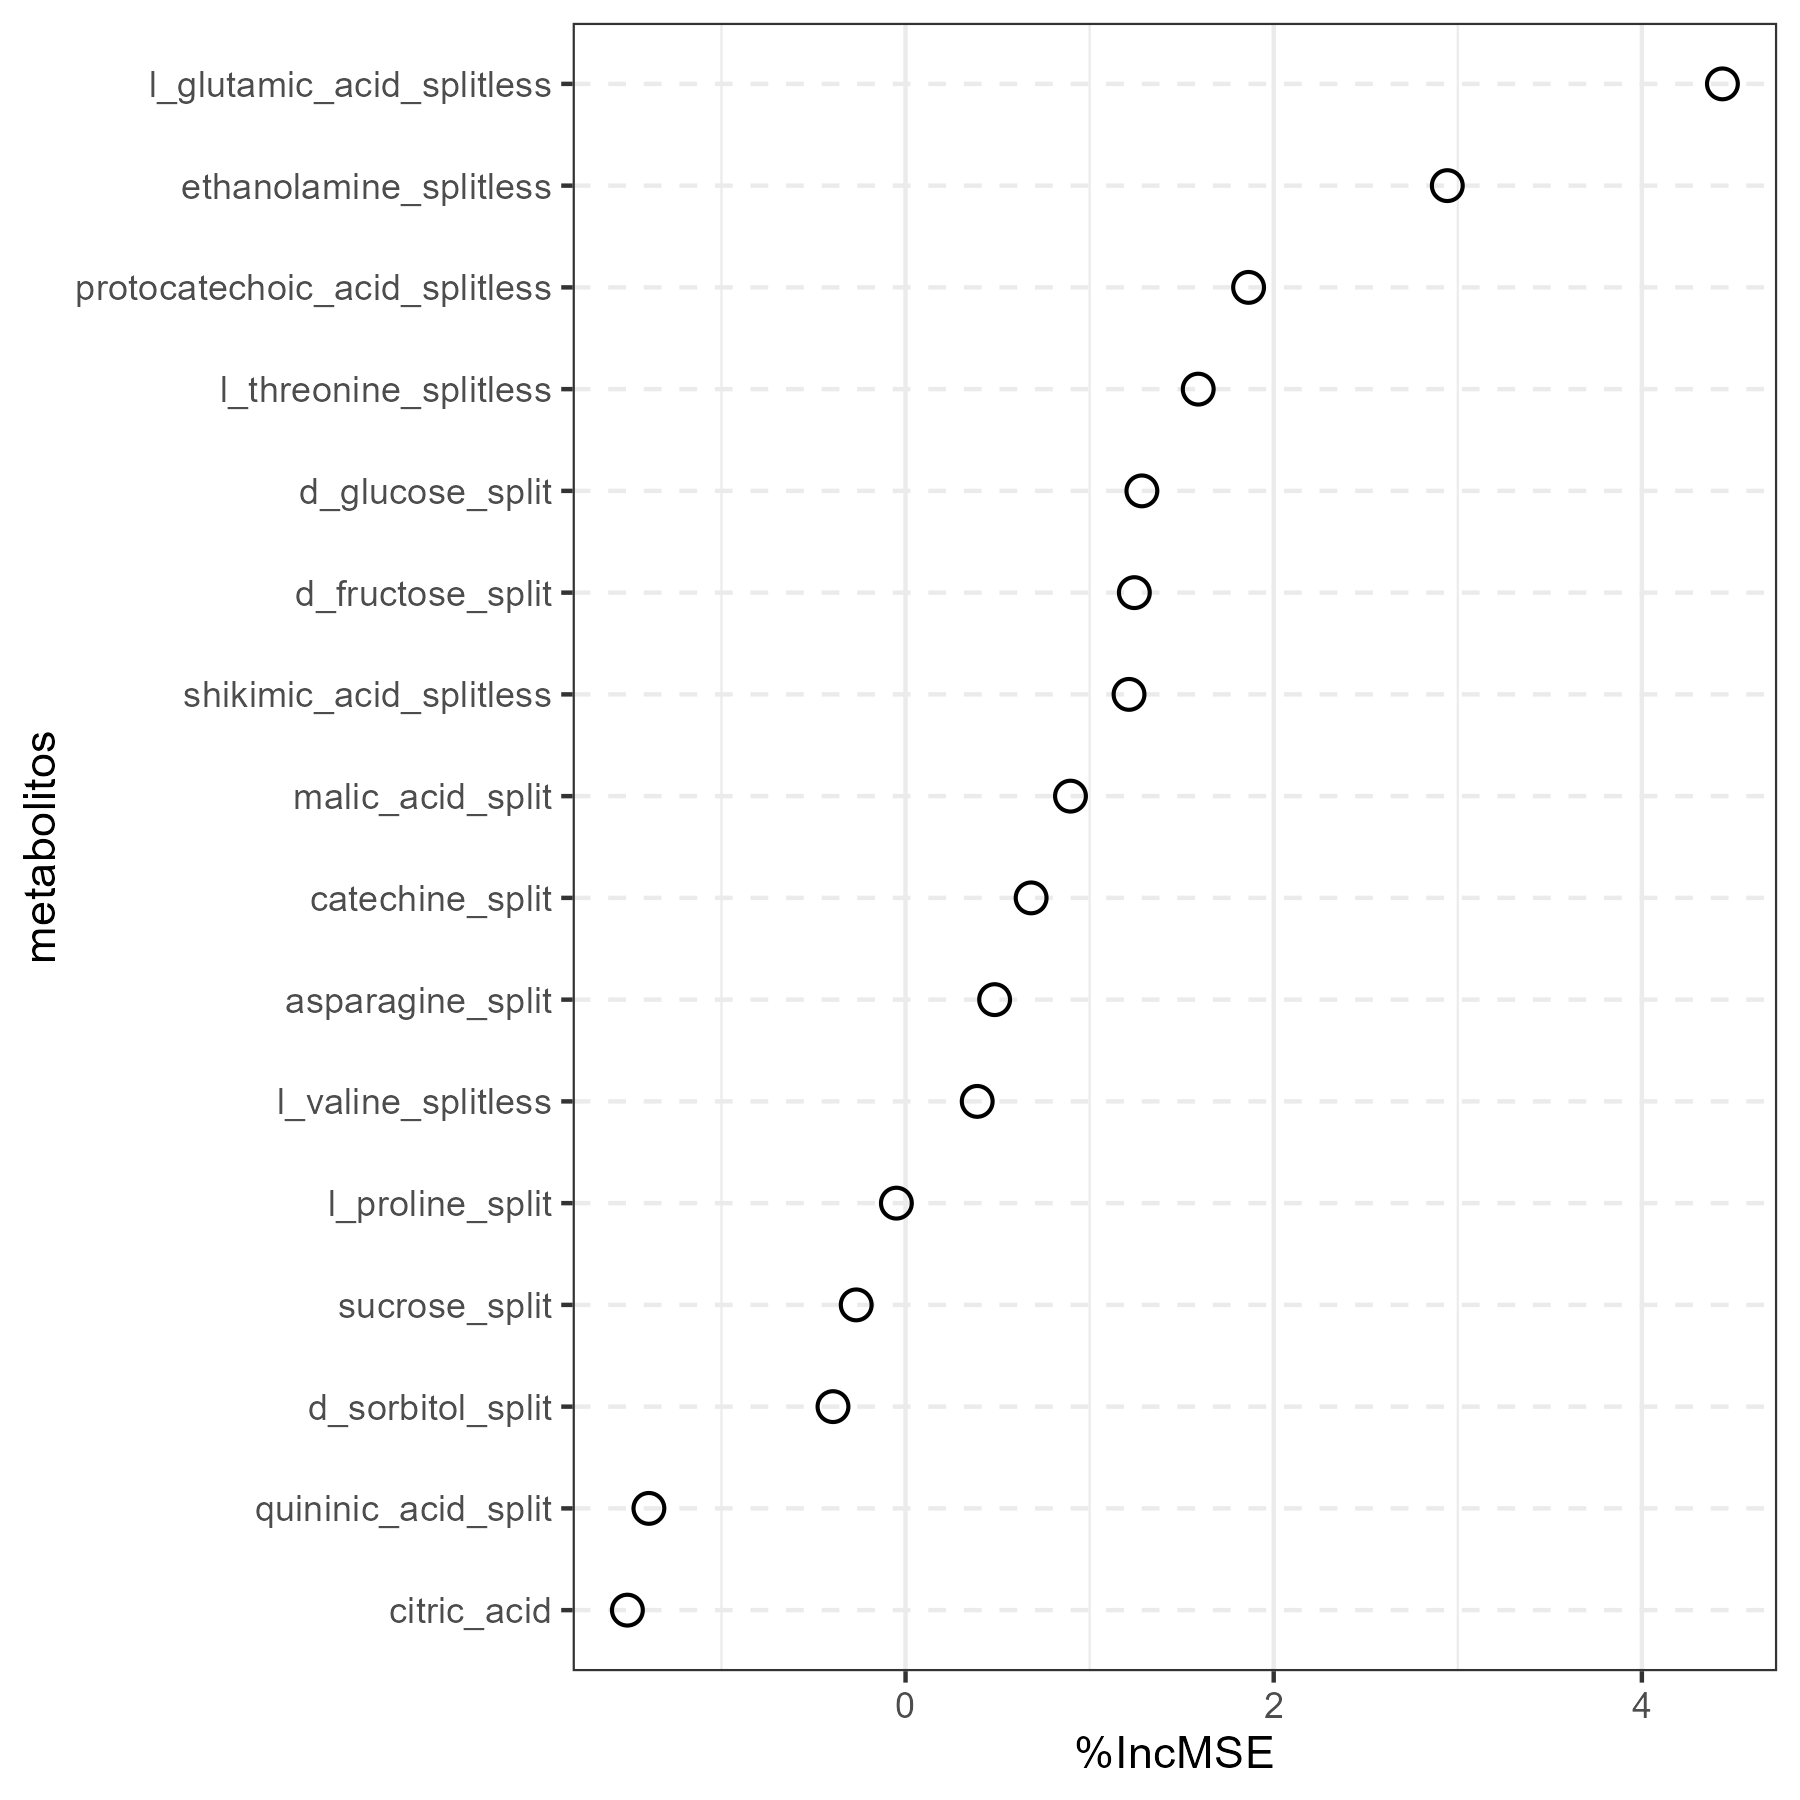 l_glutamic_acid_splitless
ethanolamine_splitless
protocatechoic_acid_splitless
l_threonine_splitless
d_glucose_split
d_fructose_split
shikimic_acid_splitless
malic_acid_split
catechine_split
asparagine_split
l_valine_splitless
l_proline_split
sucrose_split
d_sorbitol_split
quininic_acid_split
citric_acid
metabolitos
0 2 4
%IncMSE